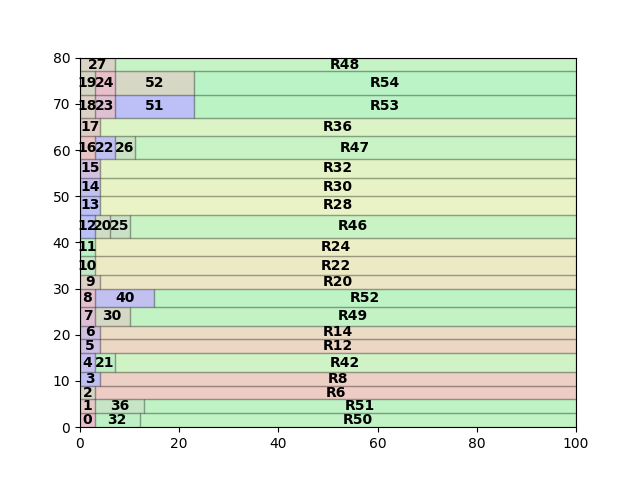 80
27 R48
19 24 52 R54
70
18 23 51 R53
17 R36
60
16 22 26 R47
15 R32
14 R30
50
13 R28
12 20 25 R46
40
11 R24
10 R22
9 R20
30
8 40 R52
7 30 R49
20
6 R14
5 R12
4 21 R42
10
3 R8
2 R6
1 36 R51
0 32 R50
0
0 20 40 60 80 100